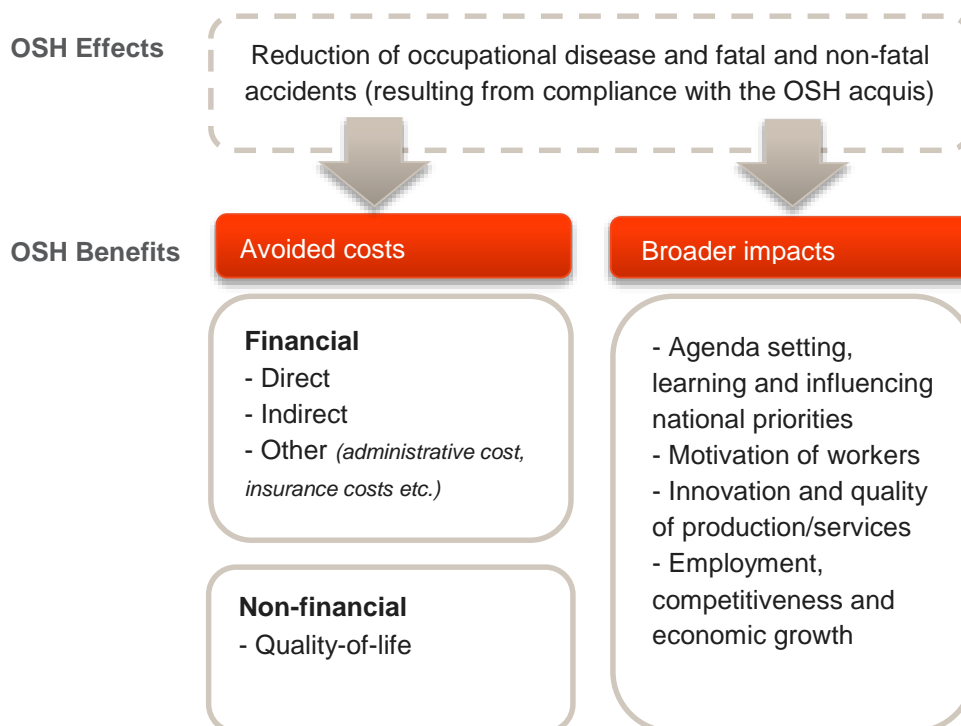 OSH Effects
Reduction of occupational disease and fatal and non-fatal
accidents (resulting from compliance with the OSH acquis)
OSH Benefits
Avoided costs
Broader impacts
Financial
- Direct
- Indirect
- Other (administrative cost,
insurance costs etc.)
Non-financial
- Quality-of-life
- Agenda setting,
learning and influencing
national priorities
- Motivation of workers
- Innovation and quality
of production/services
- Employment,
competitiveness and
economic growth